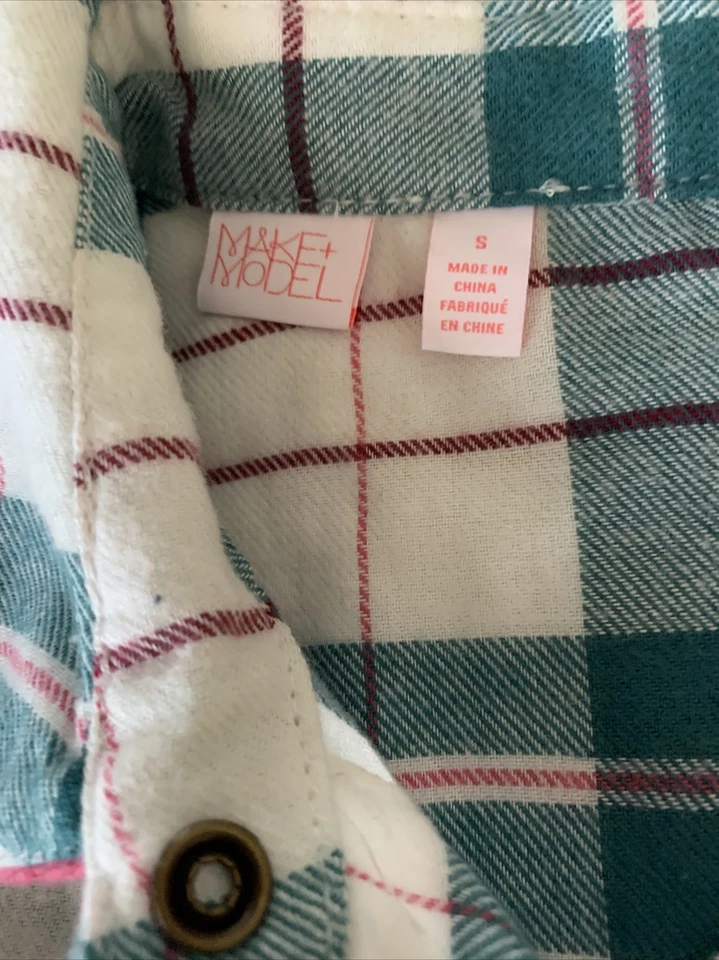 MAKE+
MODEL
S
MADE IN
CHINA
FABRIQUÉ
EN CHINE